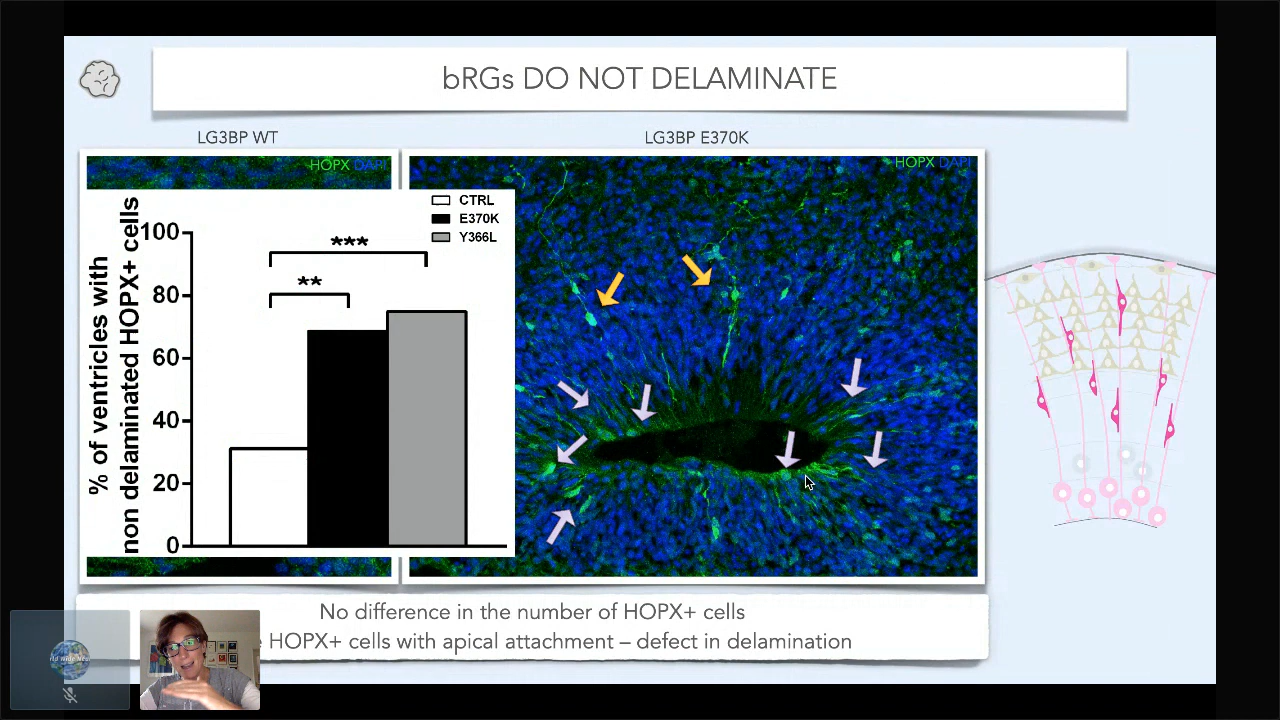 bRGs DO NOT DELAMINATE
LG3BP WT
LG3BP E370K
HOPX DAPI
HOPX DAPI
% of ventricles with
non delaminated HOPX+ cells
100
80
60
40
20
0
***
**
CTRL
E370K
Y366L
No difference in the number of HOPX+ cells
HOPX+ cells with apical attachment – defect in delamination